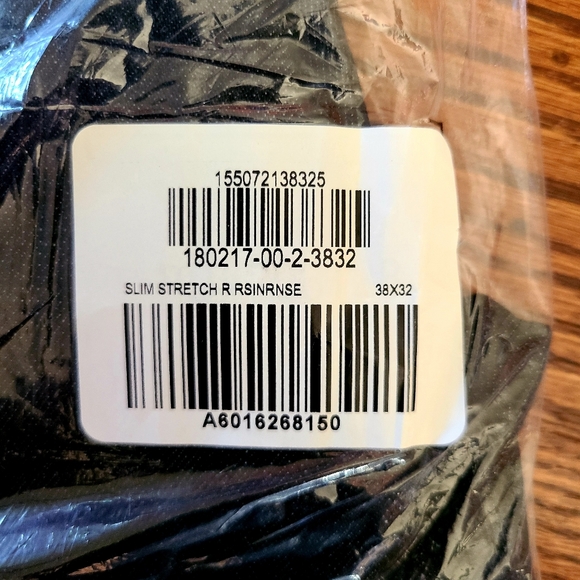 155072138325
180217-00-2-3832
SLIM STRETCH R RSINRNSE 38X32
A6016268150